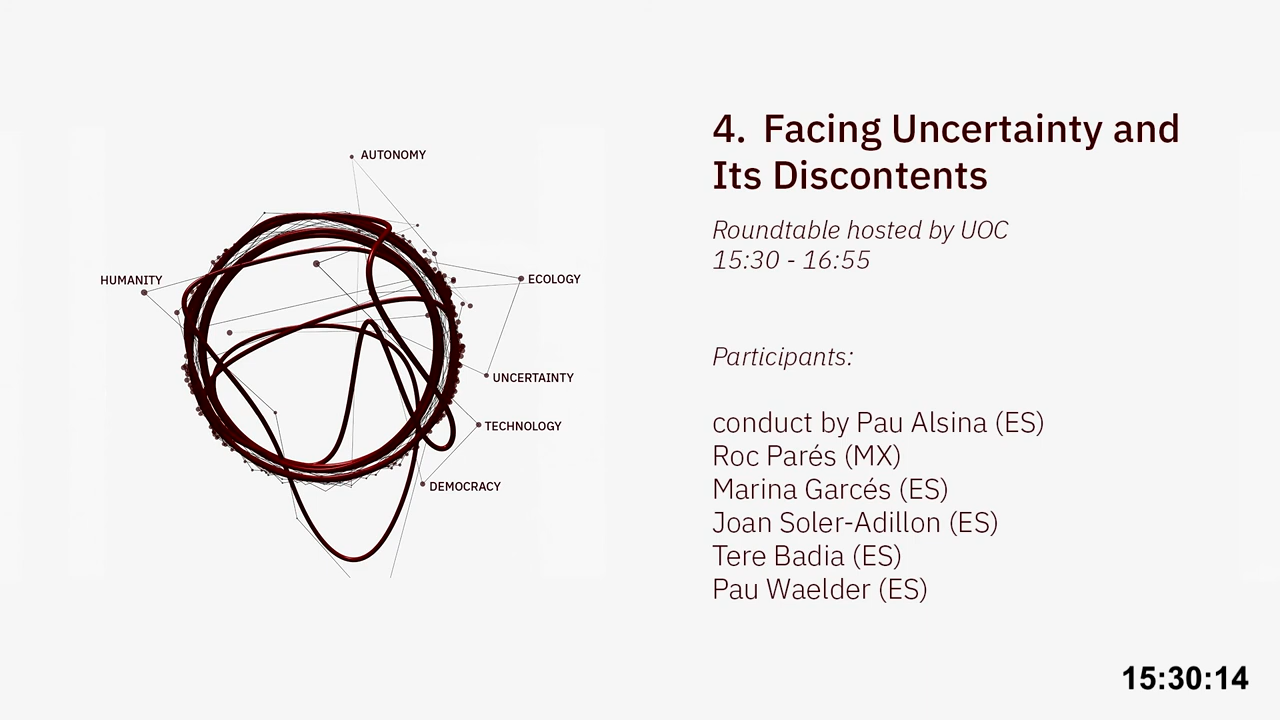 AUTONOMY
HUMANITY
ECOLOGY
UNCERTAINTY
TECHNOLOGY
DEMOCRACY
4. Facing Uncertainty and
Its Discontents
Roundtable hosted by UOC
15:30 - 16:55
Participants:
conduct by Pau Alsina (ES)
Roc Parés (MX)
Marina Garcés (ES)
Joan Soler-Adillon (ES)
Tere Badia (ES)
Pau Waelder (ES)
15:30:14